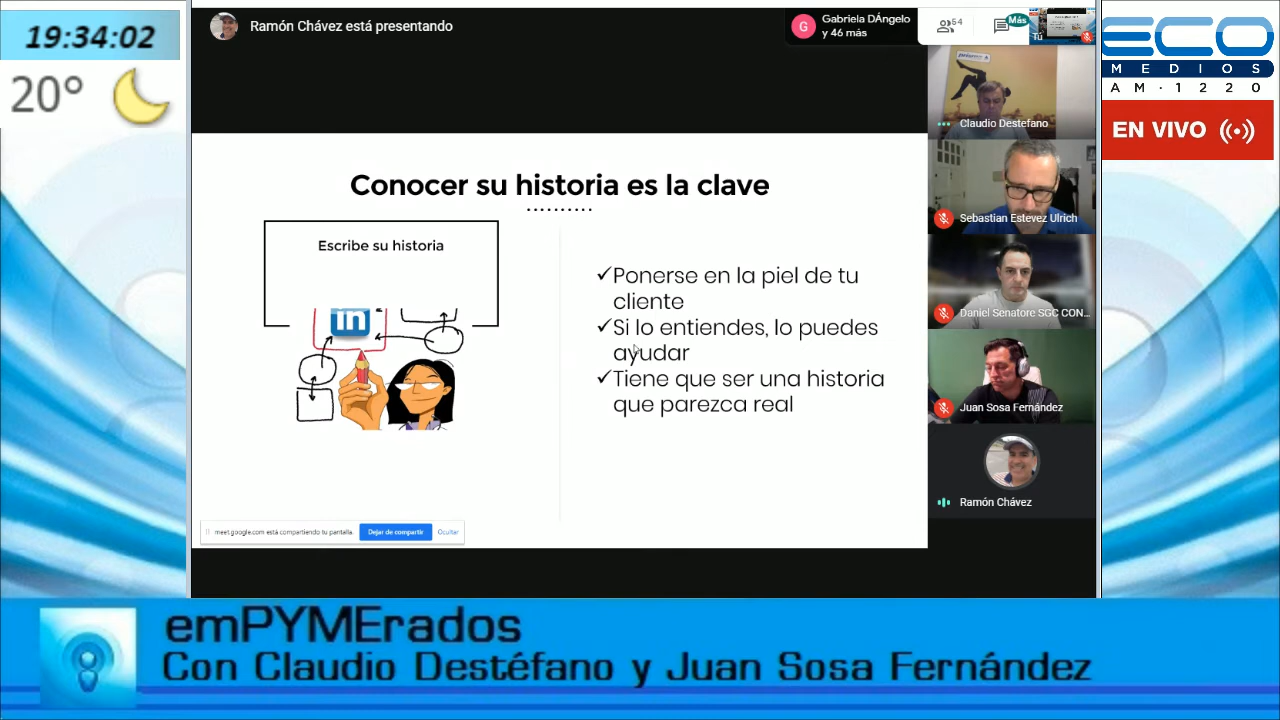 19:34:02
20°
Ramón Chávez está presentando
G
Gabriela DÁngelo
y 46 más
54
Más
Tú
ECO
MEDIOS
AM·1220
EN VIVO
Claudio Destefano
Sebastian Estevez Ulrich
Daniel Senatore SGC CON...
Juan Sosa Fernández
Ramón Chávez
Conocer su historia es la clave
Escribe su historia
in
Ponerse en la piel de tu
cliente
Si lo entiendes, lo puedes
ayudar
Tiene que ser una historia
que parezca real
meet.google.com está compartiendo tu pantalla.
Dejar de compartir
Ocultar
emPYMErados
Con Claudio Destéfano y Juan Sosa Fernández